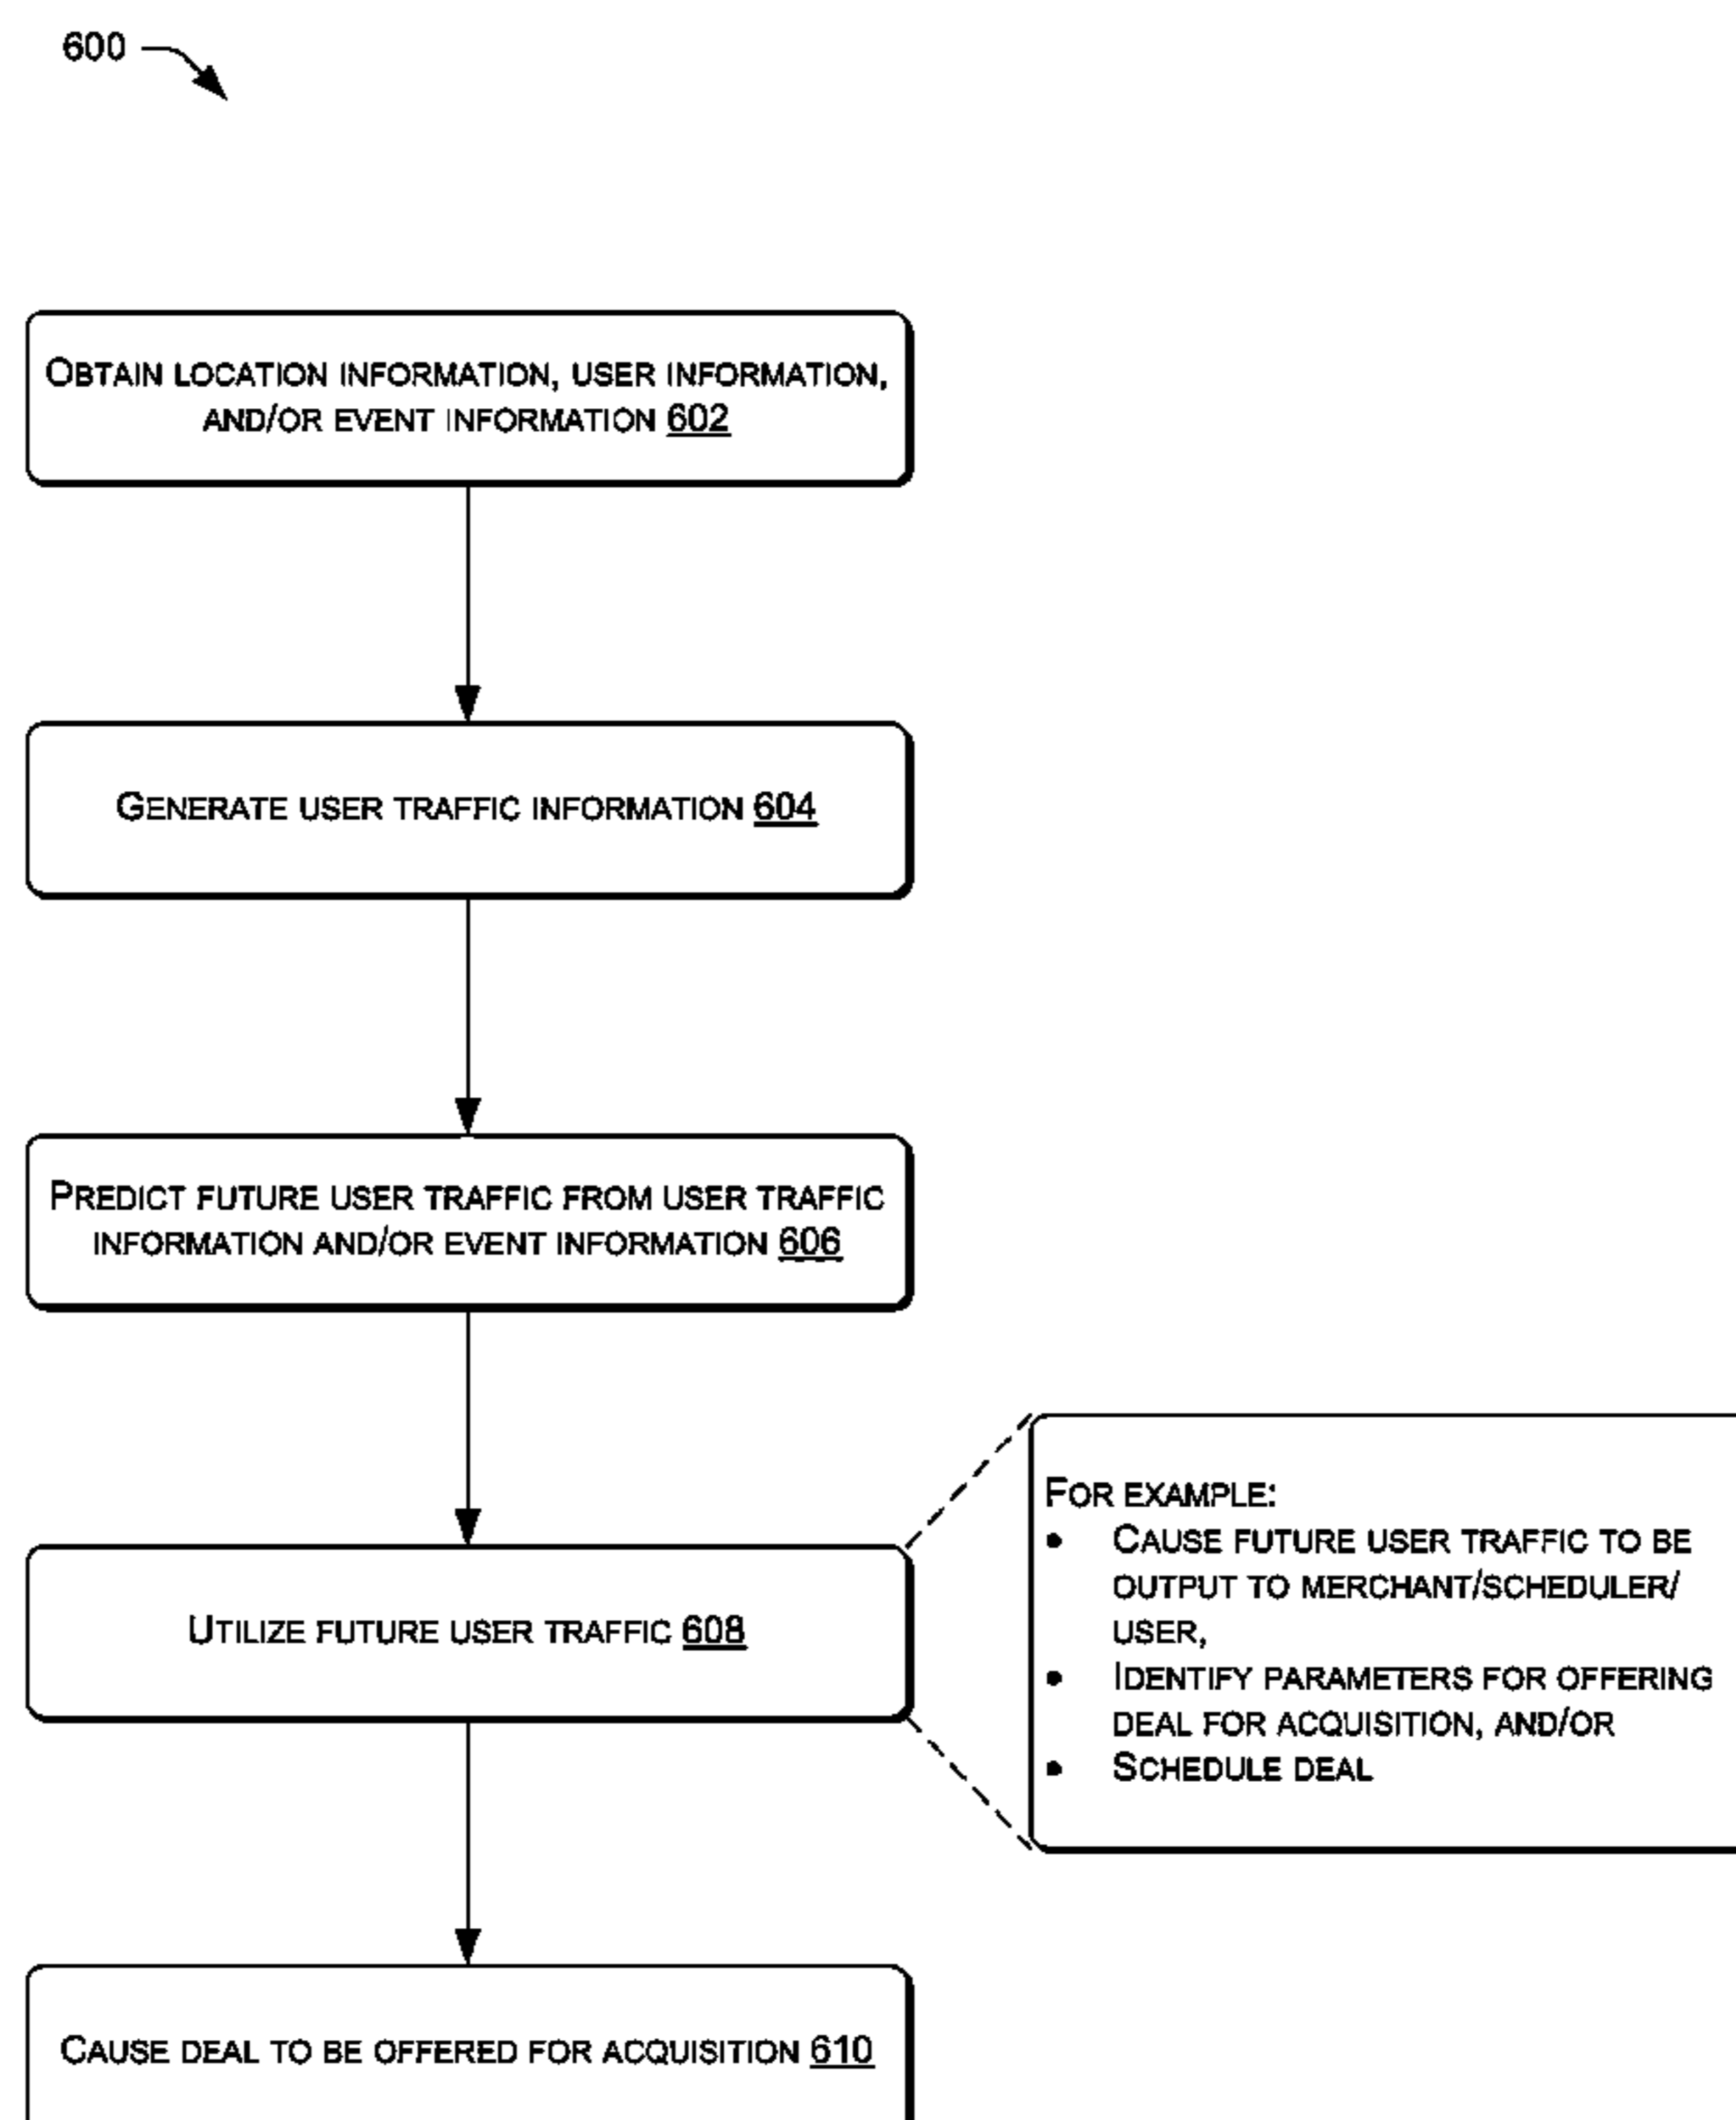 600
OBTAIN LOCATION INFORMATION, USER INFORMATION,
AND/OR EVENT INFORMATION 602
GENERATE USER TRAFFIC INFORMATION 604
PREDICT FUTURE USER TRAFFIC FROM USER TRAFFIC
INFORMATION AND/OR EVENT INFORMATION 606
UTILIZE FUTURE USER TRAFFIC 608
FOR EXAMPLE:
• CAUSE FUTURE USER TRAFFIC TO BE
OUTPUT TO MERCHANT/SCHEDULER/
USER,
• IDENTIFY PARAMETERS FOR OFFERING
DEAL FOR ACQUISITION, AND/OR
• SCHEDULE DEAL
CAUSE DEAL TO BE OFFERED FOR ACQUISITION 610